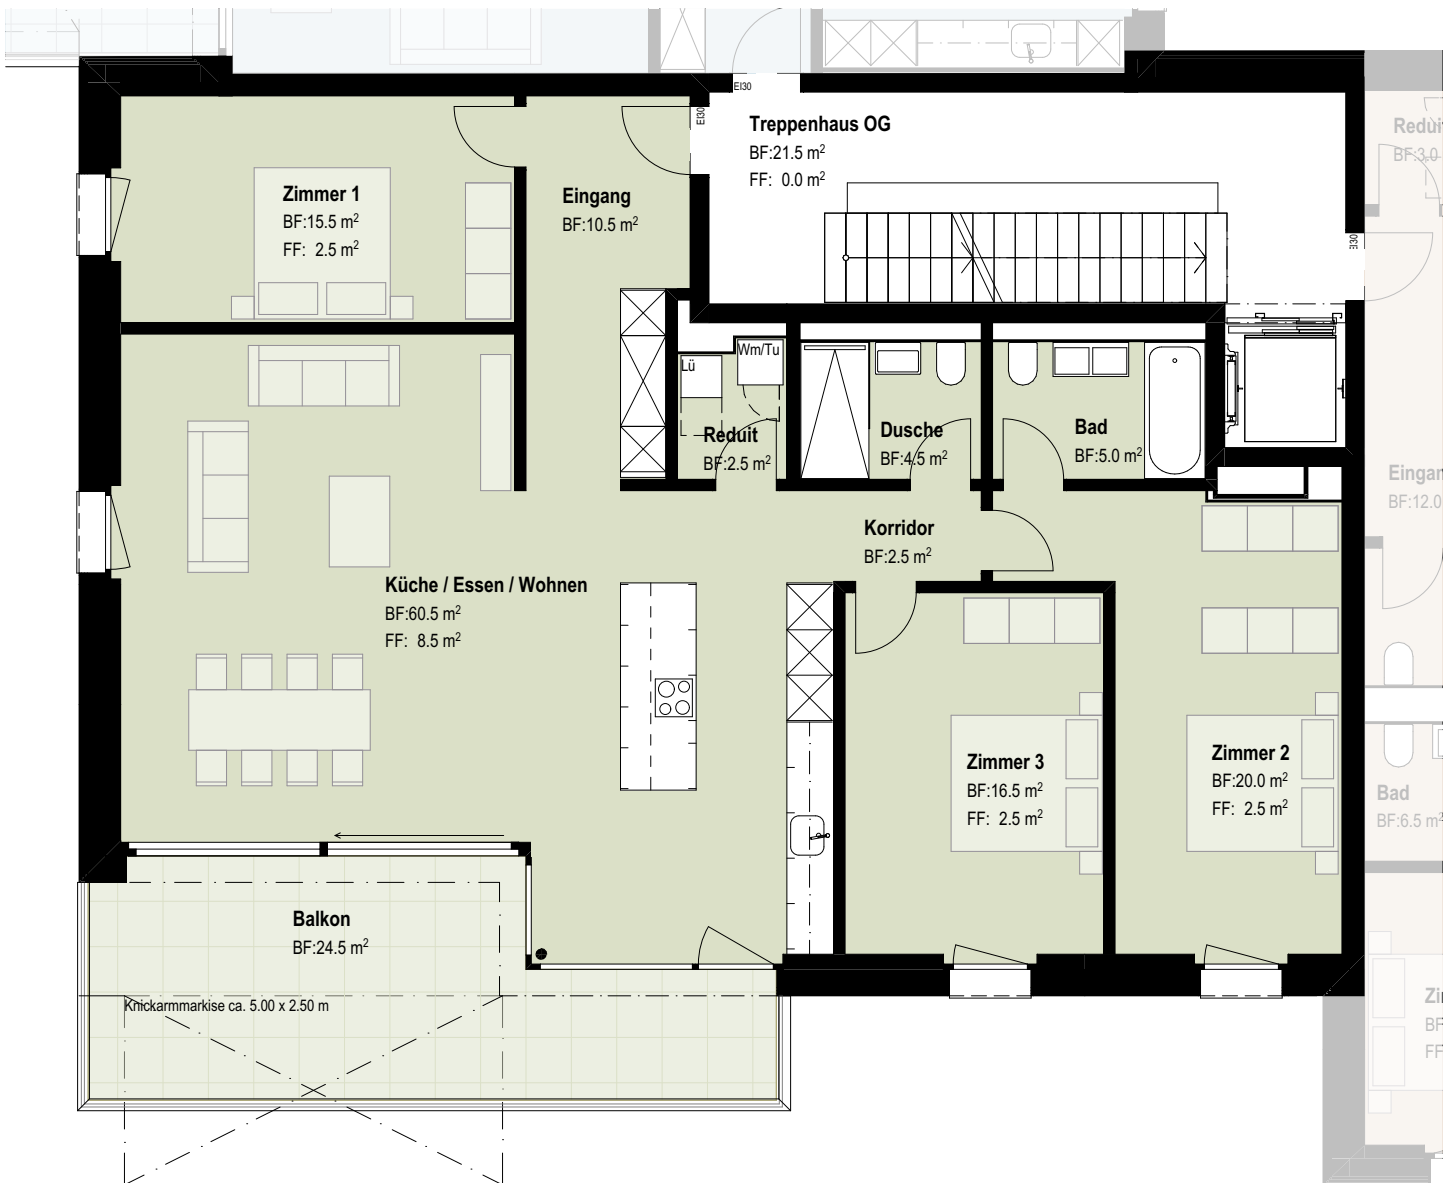 EI30
EI30
Treppenhaus OG
BF:21.5 m²
FF: 0.0 m²
Redui
BF:3.0
Zimmer 1
BF:15.5 m²
FF: 2.5 m²
Eingang
BF:10.5 m²
EI30
Wm/Tu
Lü
Reduit
BF:2.5 m²
Dusche
BF:4.5 m²
Bad
BF:5.0 m²
Eingan
BF:12.0
Korridor
BF:2.5 m²
Küche / Essen / Wohnen
BF:60.5 m²
FF: 8.5 m²
Zimmer 3
BF:16.5 m²
FF: 2.5 m²
Zimmer 2
BF:20.0 m²
FF: 2.5 m²
Bad
BF:6.5 m²
Balkon
BF:24.5 m²
Knickarmmarkise ca. 5.00 x 2.50 m
Zi
BF
FF